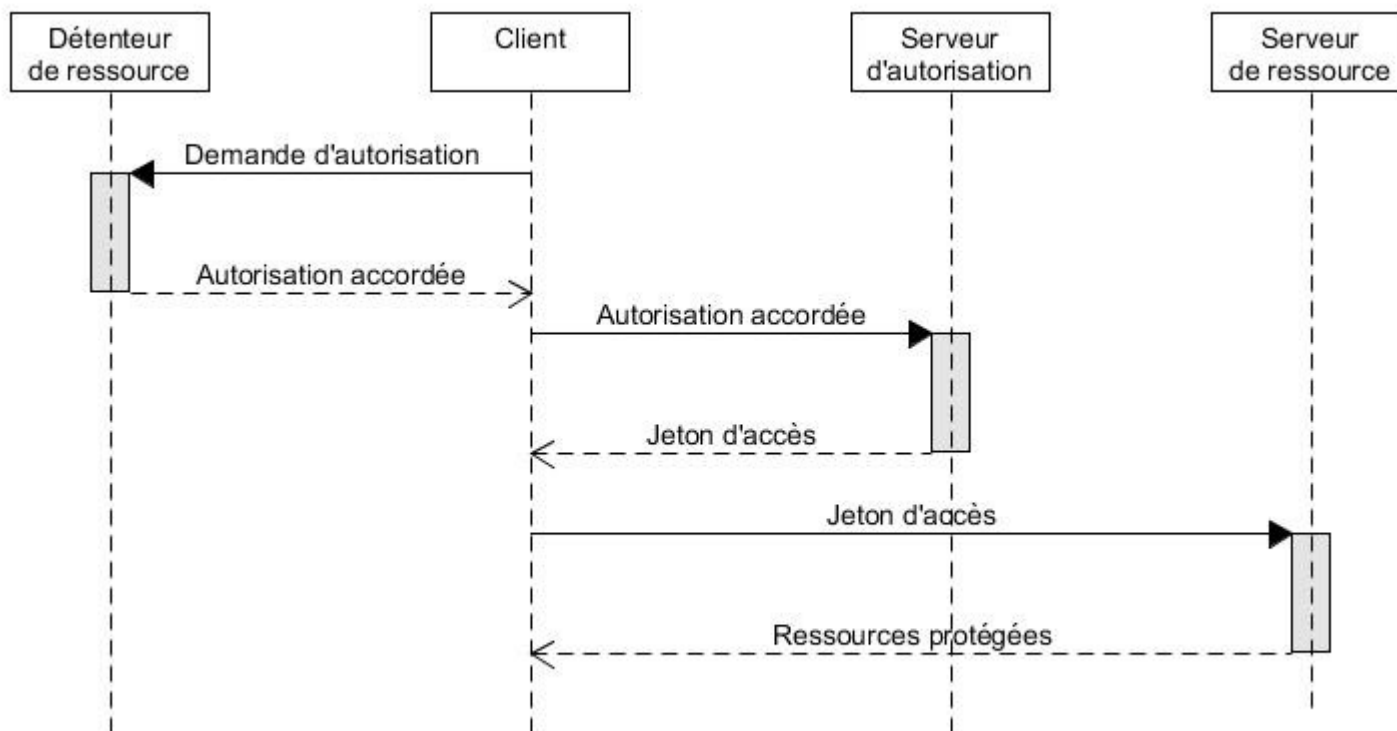 Détenteur
de ressource
Client
Serveur
d'autorisation
Serveur
de ressource
Demande d'autorisation
Autorisation accordée
Autorisation accordée
Jeton d'accès
Jeton d'accès
Ressources protégées